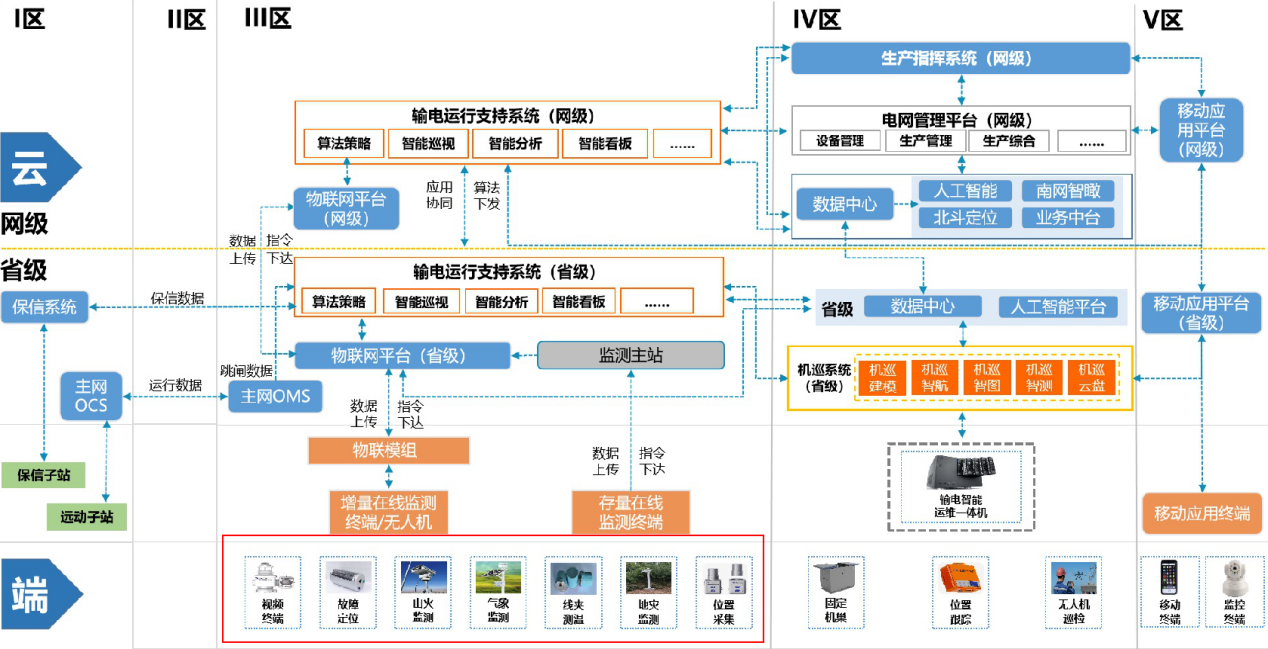 I区
II区
III区
IV区
V区
生产指挥系统（网级）
输电运行支持系统（网级）
算法策略
智能巡视
智能分析
智能看板
......
电网管理平台（网级）
设备管理
生产管理
生产综合
......
移动应
用平台
（网级）
云
网级
物联网平台
（网级）
应用
协同
算法
下发
数据中心
人工智能
南网智瞰
北斗定位
业务中台
数据
上传
指令
下达
省级
输电运行支持系统（省级）
算法策略
智能巡视
智能分析
智能看板
......
保信系统
保信数据
省级
数据中心
人工智能平台
移动应用平台
（省级）
物联网平台（省级）
监测主站
跳闸数据
主网
OCS
运行数据
主网OMS
机巡系统
（省级）
机巡
建模
机巡
智航
机巡
智图
机巡
智测
机巡
云盘
数据
上传
指令
下达
物联模组
数据
上传
指令
下达
保信子站
远动子站
增量在线监测
终端/无人机
存量在线
监测终端
输电智能
运维一体机
移动应用终端
端
视频
终端
故障
定位
山火
监测
气象
监测
线夹
测温
地灾
监测
位置
采集
固定
机巢
位置
跟踪
无人机
巡检
移动
终端
监控
终端